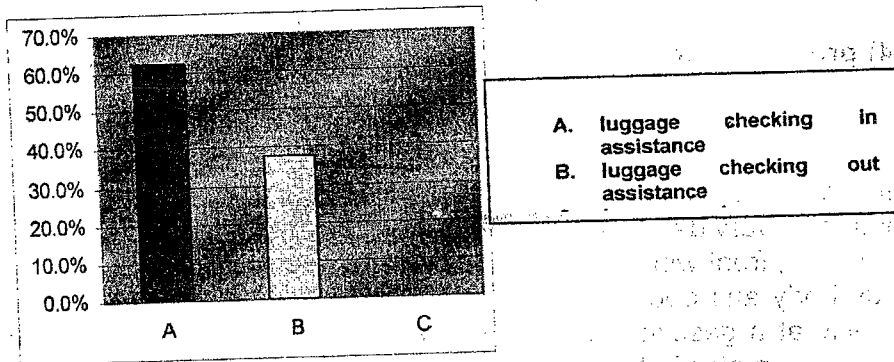 70.0%
60.0%
50.0%
40.0%
30.0%
20.0%
10.0%
0.0%
A B C
A. luggage checking in
assistance
B. luggage checking out
assistance